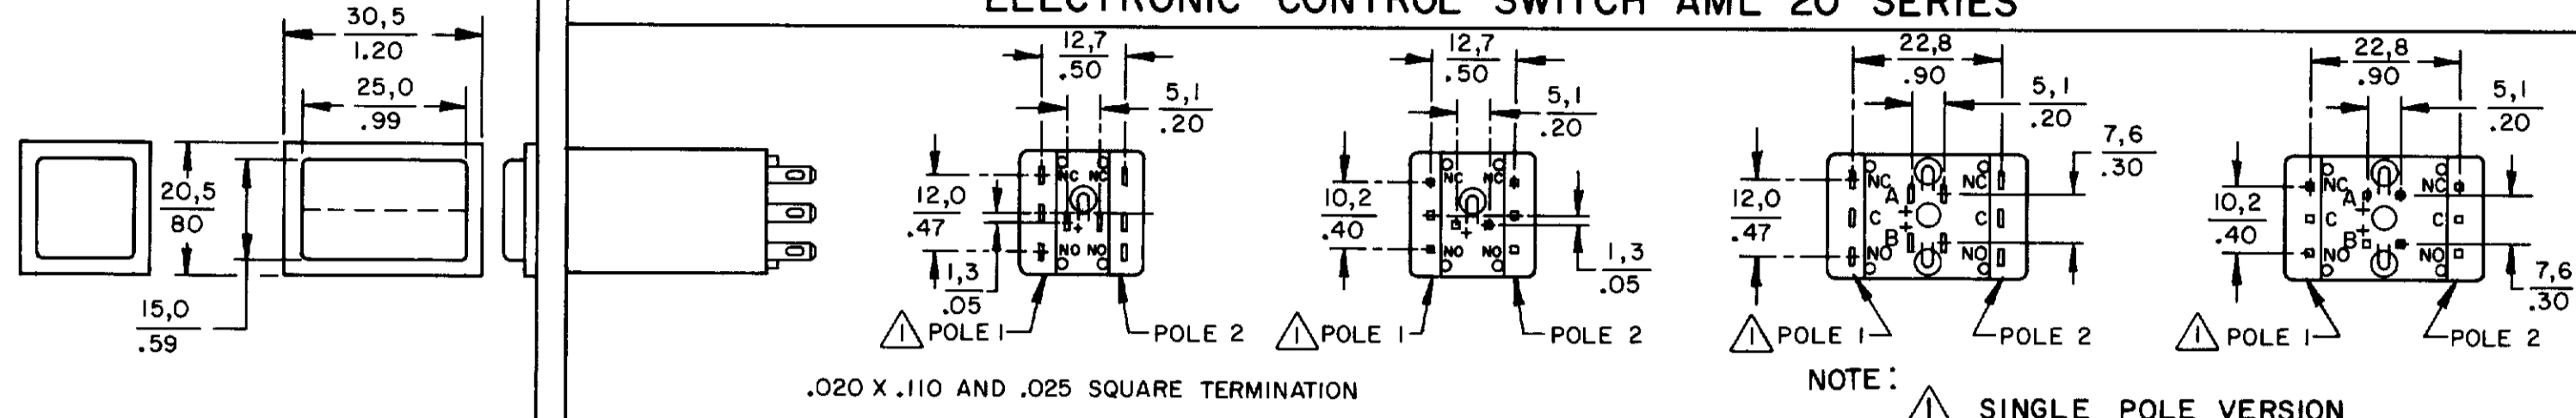 ELECTRONIC CONTROL SWITCH AML 20 SERIES
30,5
1.20
25,0
.99
20,5
80
15,0
.59
12,7
.50
5,1
.20
12,0
.47
1,3
.05
NC NC
+
NO NO
1 POLE 1
POLE 2
12,7
.50
5,1
.20
10,2
.40
1,3
.05
NC NC
+
NO NO
1 POLE 1
POLE 2
22,8
.90
5,1
.20
7,6
.30
12,0
.47
NC NC
A
+
C C
+
B
NO NO
1 POLE 1
POLE 2
22,8
.90
5,1
.20
10,2
.40
7,6
.30
NC NC
A
+
C C
+
B
NO NO
1 POLE 1
POLE 2
.020 X .110 AND .025 SQUARE TERMINATION
NOTE:
1 SINGLE POLE VERSION